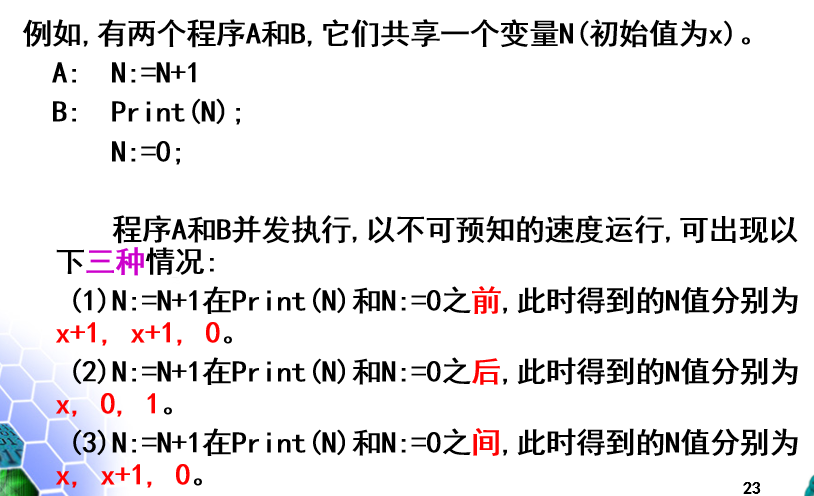 例如,有两个程序A和B,它们共享一个变量N(初始值为x)。
A: N:=N+1
B: Print(N);
N:=0;
程序A和B并发执行,以不可预知的速度运行,可出现以
下三种情况:
(1)N:=N+1在Print(N)和N:=0之前,此时得到的N值分别为
x+1, x+1, 0。
(2)N:=N+1在Print(N)和N:=0之后,此时得到的N值分别为
x, 0, 1。
(3)N:=N+1在Print(N)和N:=0之间,此时得到的N值分别为
x, x+1, 0。
23